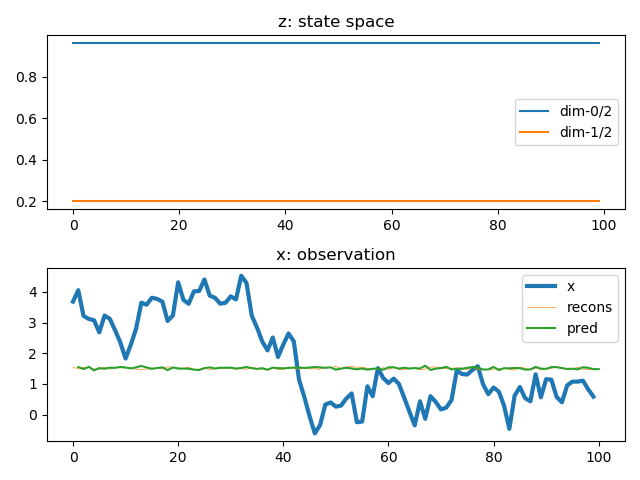 z: state space
0.8
0.6
0.4
0.2
dim-0/2
dim-1/2
0 20 40 60 80 100
x: observation
4
3
2
1
0
x
recons
pred
0 20 40 60 80 100